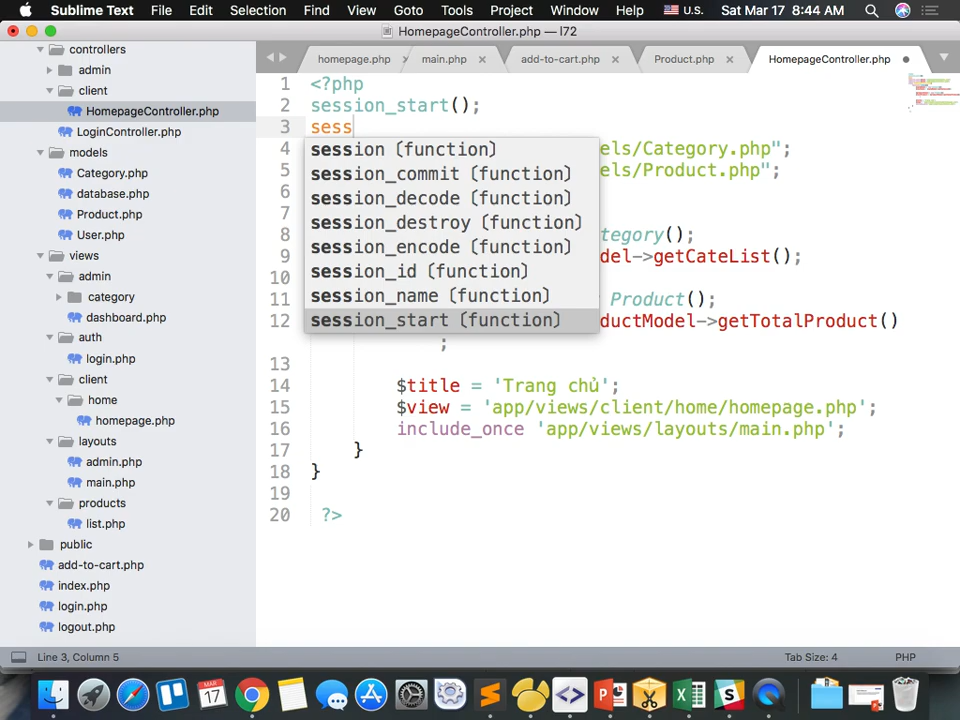 Sublime Text File Edit Selection Find View Goto Tools Project Window Help U.S. Sat Mar 17 8:44 AM
HomepageController.php — l72
controllers
admin
client
HomepageController.php
LoginController.php
models
Category.php
database.php
Product.php
User.php
views
admin
category
dashboard.php
auth
login.php
client
home
homepage.php
layouts
admin.php
main.php
products
list.php
public
add-to-cart.php
index.php
login.php
logout.php
homepage.php main.php add-to-cart.php Product.php HomepageController.php
1 <?php
2 session_start();
3 sess
4 els/Category.php";
5 els/Product.php";
6
7
8 tegory();
9 del->getCateList();
10
11 Product();
12 ductModel->getTotalProduct()
;
13
14 $title = 'Trang chủ';
15 $view = 'app/views/client/home/homepage.php';
16 include_once 'app/views/layouts/main.php';
17 }
18 }
19
20 ?>
session (function)
session_commit (function)
session_decode (function)
session_destroy (function)
session_encode (function)
session_id (function)
session_name (function)
session_start (function)
Line 3, Column 5 Tab Size: 4 PHP
MAR
17